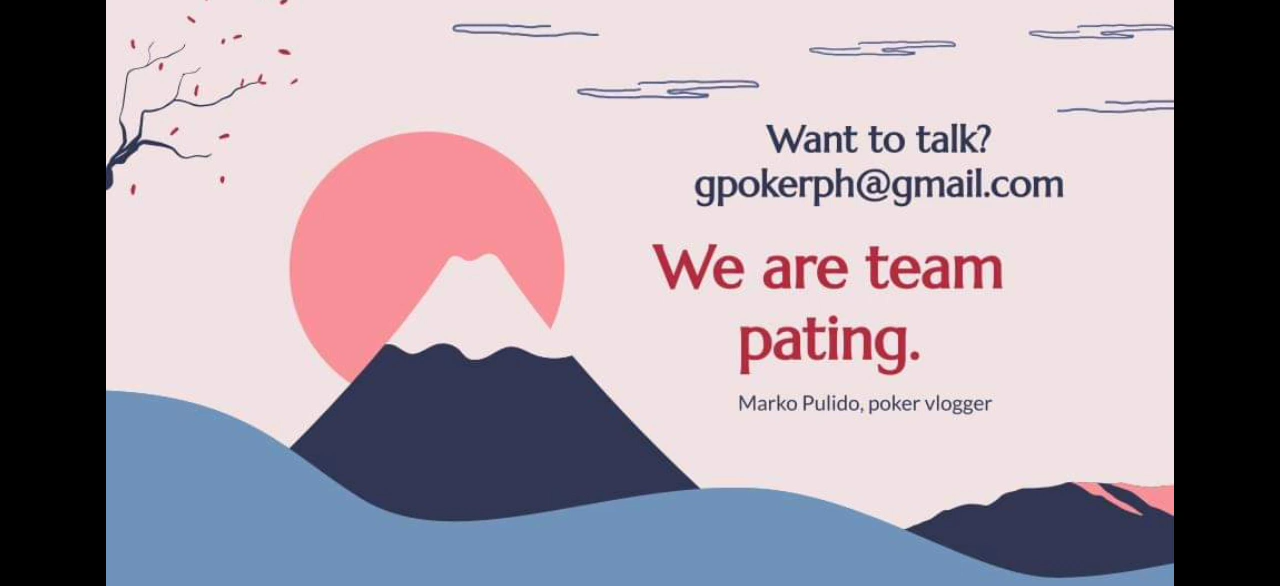 Want to talk?
gpokerph@gmail.com
We are team
pating.
Marko Pulido, poker vlogger